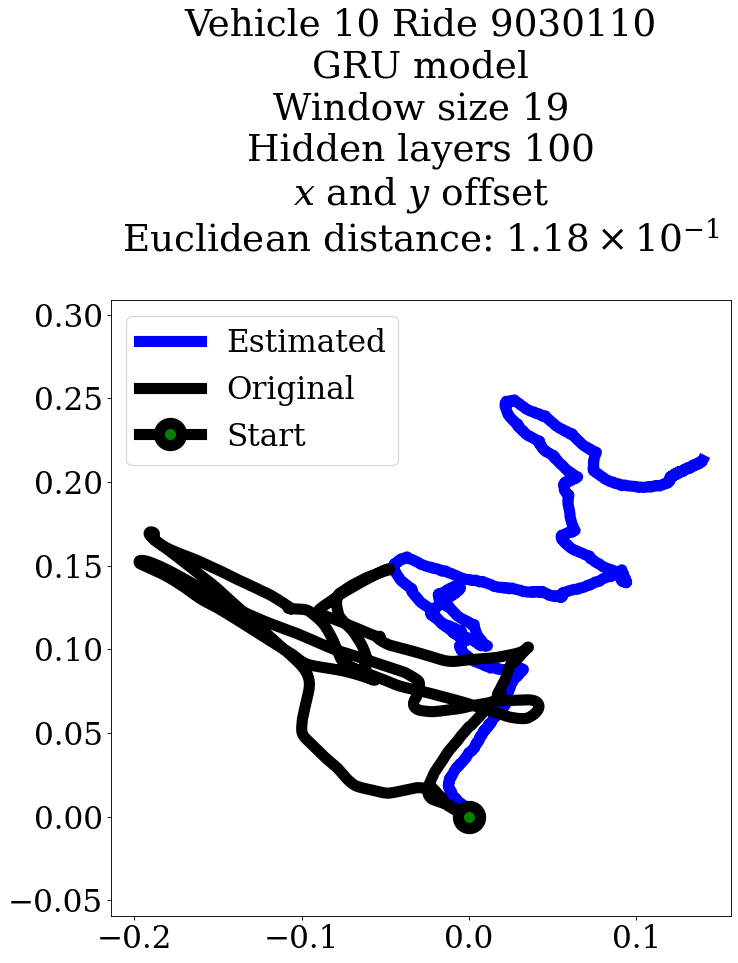 Vehicle 10 Ride 9030110
GRU model
Window size 19
Hidden layers 100
x and y offset
Euclidean distance: 1.18 × 10⁻¹
Estimated
Original
Start
0.30
0.25
0.20
0.15
0.10
0.05
0.00
−0.05
−0.2 −0.1 0.0 0.1